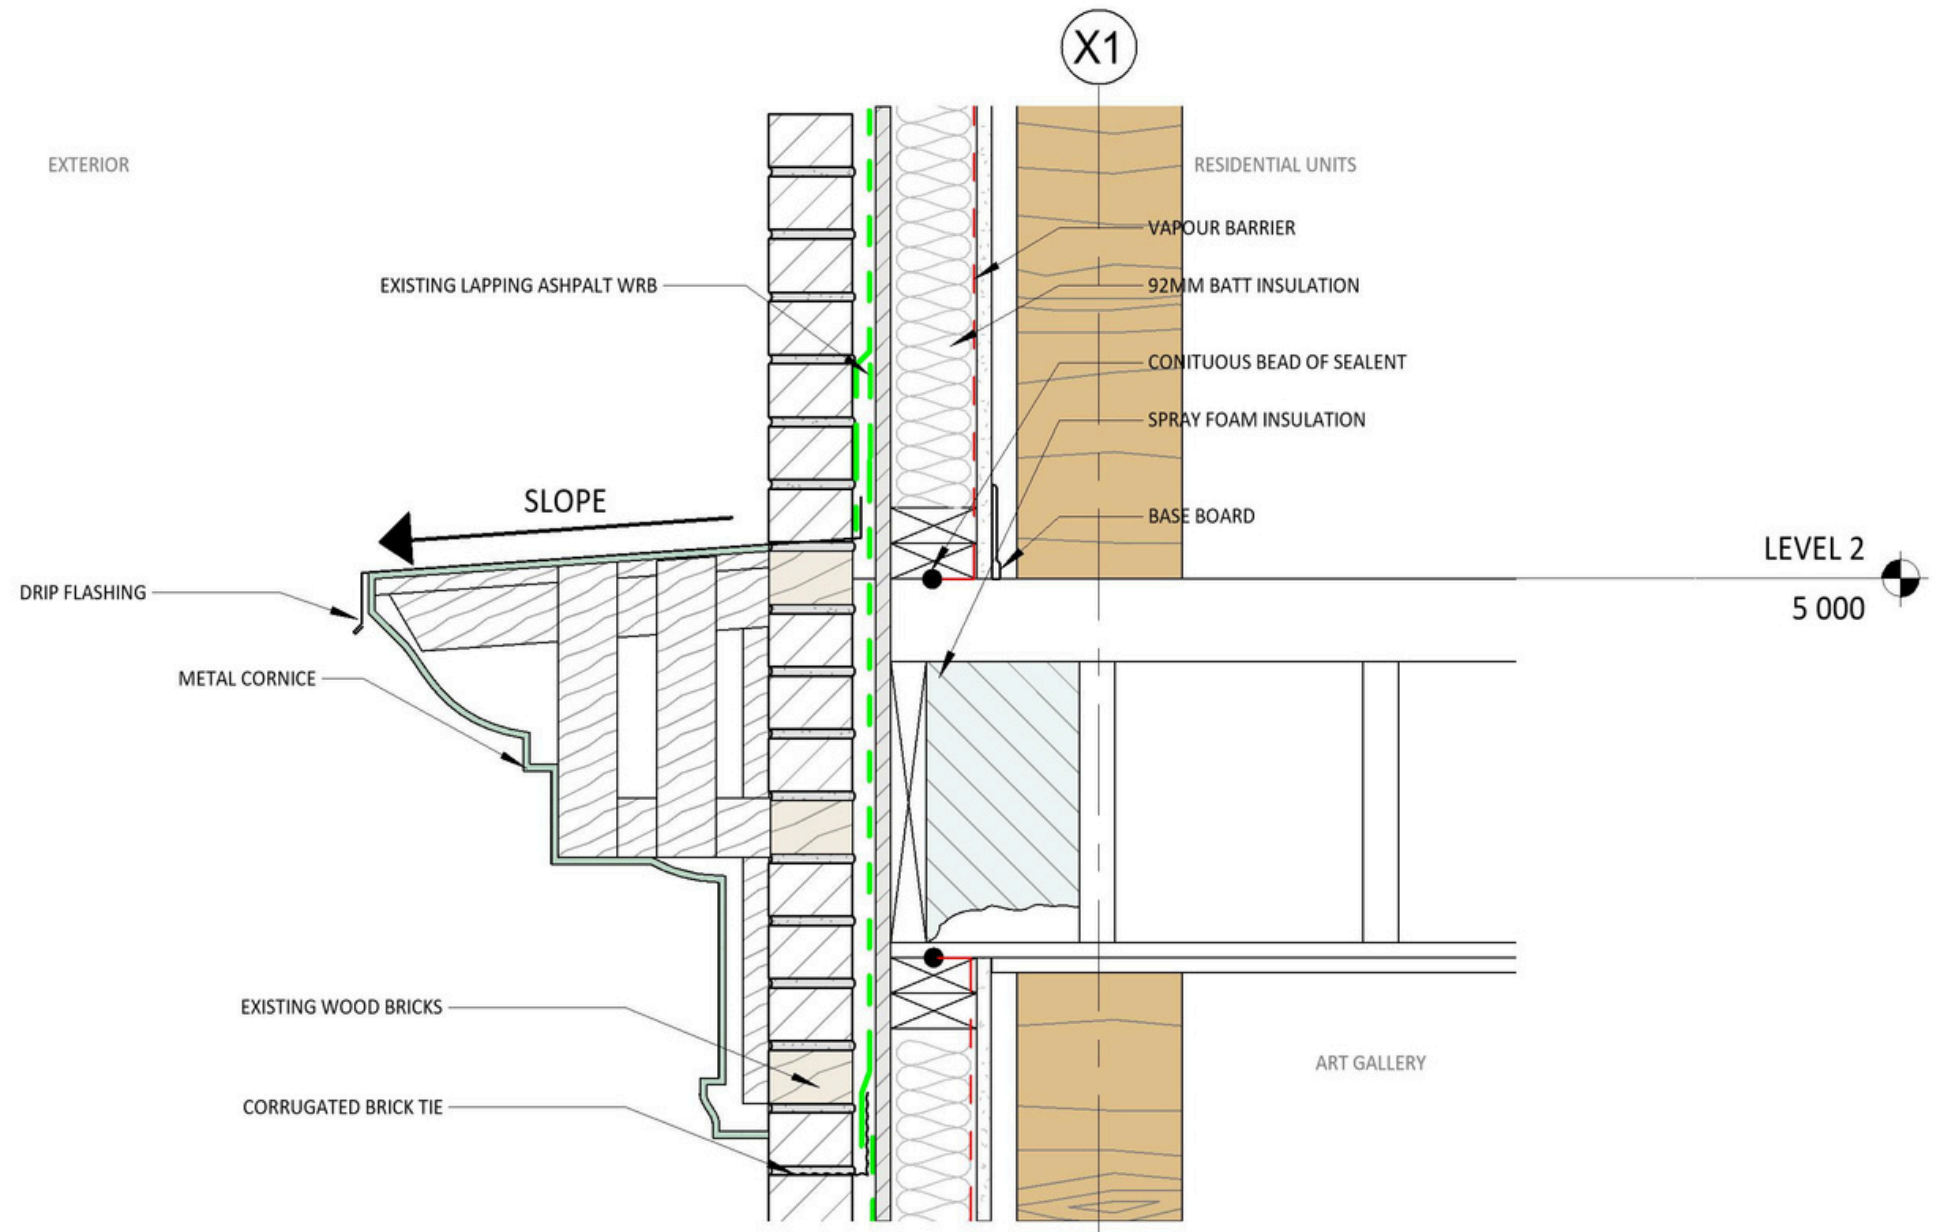 X1
EXTERIOR
RESIDENTIAL UNITS
VAPOUR BARRIER
EXISTING LAPPING ASHPALT WRB
92MM BATT INSULATION
CONITUOUS BEAD OF SEALENT
SPRAY FOAM INSULATION
SLOPE
BASE BOARD
LEVEL 2
DRIP FLASHING
5 000
METAL CORNICE
EXISTING WOOD BRICKS
ART GALLERY
CORRUGATED BRICK TIE